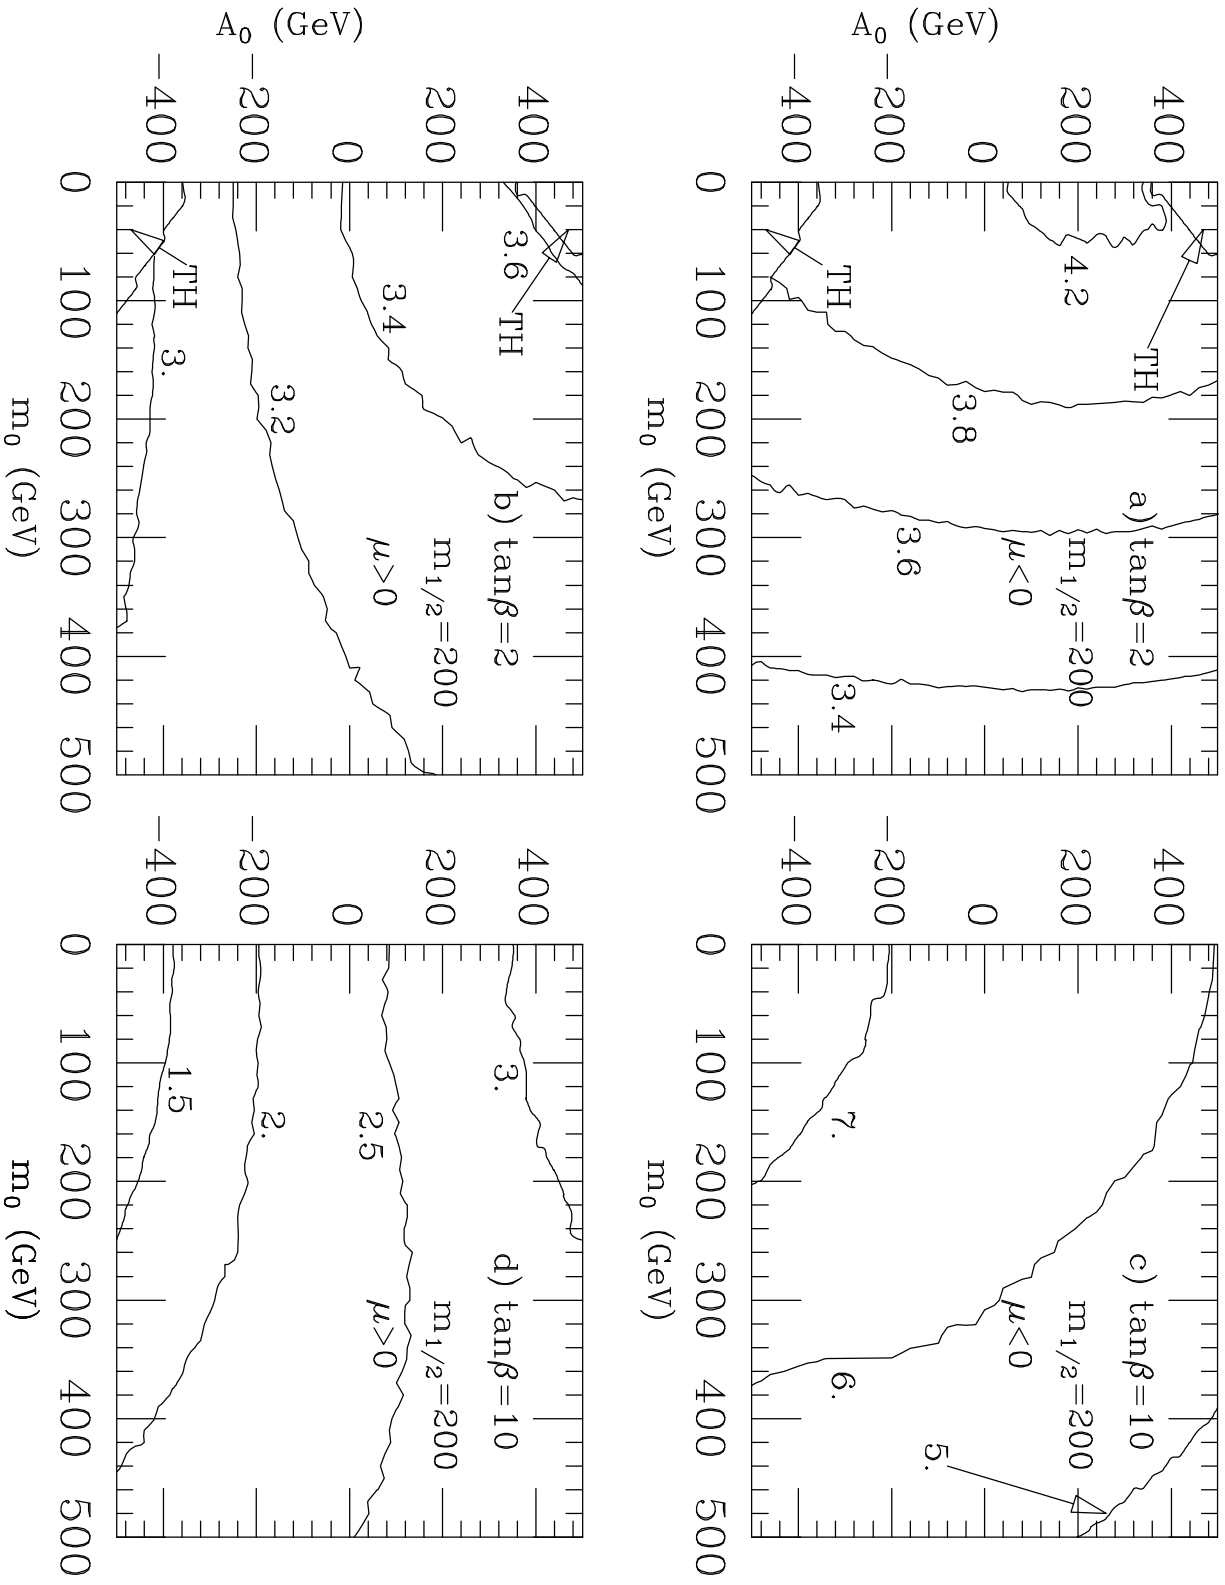 a) tanβ=2
m1/2=200
μ<0
4.2
3.8
3.6
3.4
TH
TH
A0 (GeV)
400
200
0
−200
−400
0 100 200 300 400 500
m0 (GeV)
c) tanβ=10
m1/2=200
μ<0
7.
6.
5.
400
200
0
−200
−400
0 100 200 300 400 500
m0 (GeV)
b) tanβ=2
m1/2=200
μ>0
3.6
3.4
3.2
3.
TH
TH
A0 (GeV)
400
200
0
−200
−400
0 100 200 300 400 500
m0 (GeV)
d) tanβ=10
m1/2=200
μ>0
3.
2.5
2.
1.5
400
200
0
−200
−400
0 100 200 300 400 500
m0 (GeV)